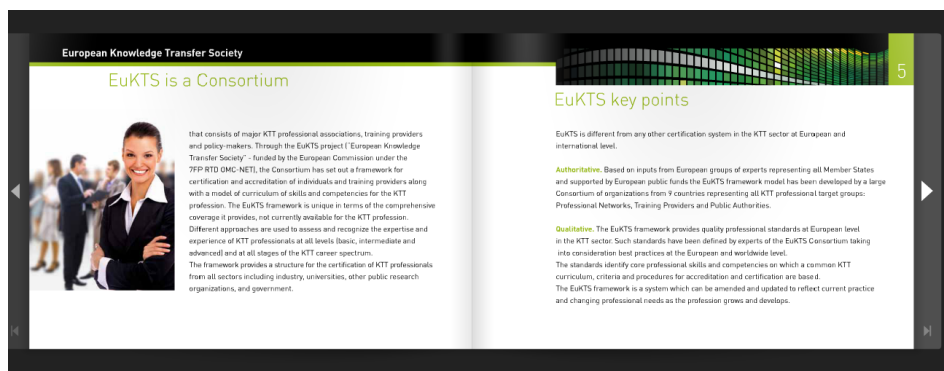 European Knowledge Transfer Society
EuKTS is a Consortium
that consists of major KTT professional associations, training providers
and policy-makers. Through the EuKTS project ("European Knowledge
Transfer Society" - funded by the European Commission under the
7FP RTD OMC-NET), the Consortium has set out a framework for
certification and accreditation of individuals and training providers along
with a model of curriculum of skills and competencies for the KTT
profession. The EuKTS framework is unique in terms of the comprehensive
coverage it provides, not currently available for the KTT profession.
Different approaches are used to assess and recognize the expertise and
experience of KTT professionals at all levels (basic, intermediate and
advanced) and at all stages of the KTT career spectrum.
The framework provides a structure for the certification of KTT professionals
from all sectors including industry, universities, other public research
organizations, and government.
5
EuKTS key points
EuKTS is different from any other certification system in the KTT sector at European and
international level.
Authoritative. Based on inputs from European groups of experts representing all Member States
and supported by European public funds the EuKTS framework model has been developed by a large
Consortium of organizations from 9 countries representing all KTT professional target groups:
Professional Networks, Training Providers and Public Authorities.
Qualitative. The EuKTS framework provides quality professional standards at European level
in the KTT sector. Such standards have been defined by experts of the EuKTS Consortium taking
into consideration best practices at the European and worldwide level.
The standards identify core professional skills and competencies on which a common KTT
curriculum, criteria and procedures for accreditation and certification are based.
The EuKTS framework is a system which can be amended and updated to reflect current practice
and changing professional needs as the profession grows and develops.